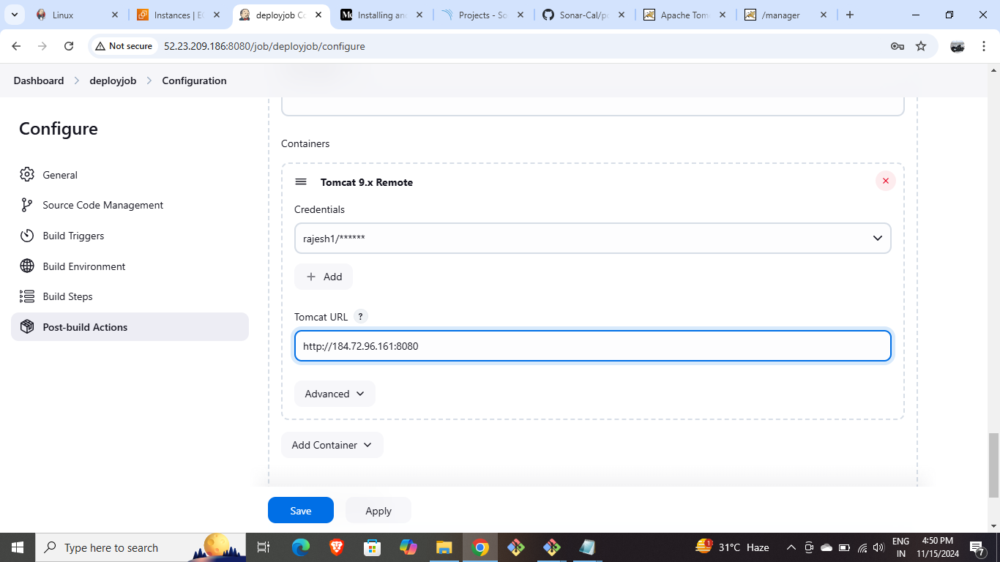 Linux
Instances | E
deployjob Co
Installing an
Projects - So
Sonar-Cal/p
Apache Tom
/manager
Not secure
52.23.209.186:8080/job/deployjob/configure
Dashboard
deployjob
Configuration
Configure
General
Source Code Management
Build Triggers
Build Environment
Build Steps
Post-build Actions
Containers
Tomcat 9.x Remote
Credentials
rajesh1/******
Add
Tomcat URL ?
http://184.72.96.161:8080
Advanced
Add Container
Save
Apply
Type here to search
1
31°C Haze
ENG
IN
4:50 PM
11/15/2024
7